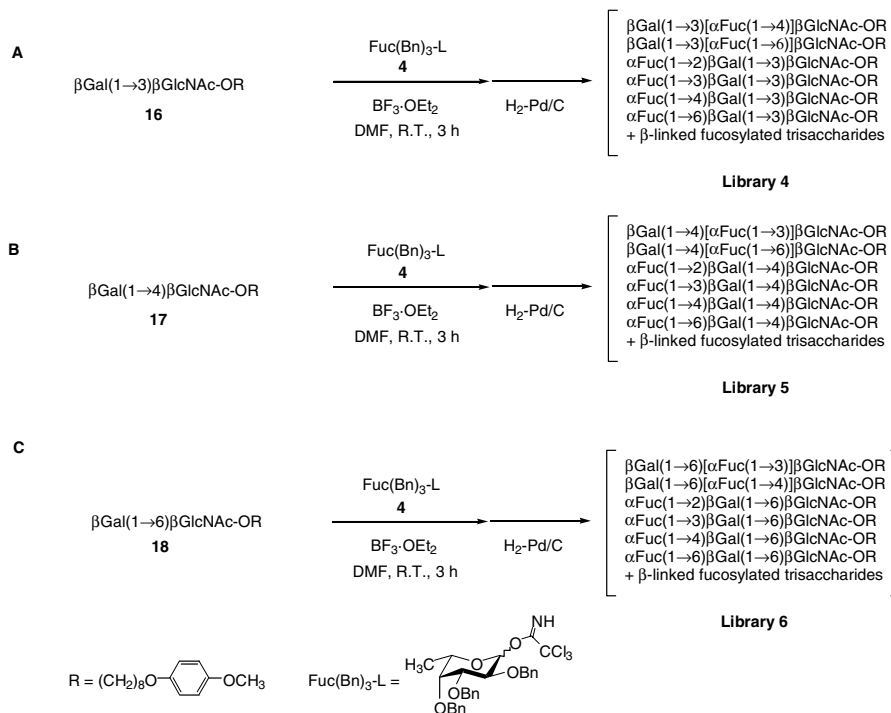 A
βGal(1→3)βGlcNAc-OR
16
Fuc(Bn)3-L
4
BF3·OEt2
DMF, R.T., 3 h
H2-Pd/C
βGal(1→3)[αFuc(1→4)]βGlcNAc-OR
βGal(1→3)[αFuc(1→6)]βGlcNAc-OR
αFuc(1→2)βGal(1→3)βGlcNAc-OR
αFuc(1→3)βGal(1→3)βGlcNAc-OR
αFuc(1→4)βGal(1→3)βGlcNAc-OR
αFuc(1→6)βGal(1→3)βGlcNAc-OR
+ β-linked fucosylated trisaccharides
Library 4
B
βGal(1→4)βGlcNAc-OR
17
Fuc(Bn)3-L
4
BF3·OEt2
DMF, R.T., 3 h
H2-Pd/C
βGal(1→4)[αFuc(1→3)]βGlcNAc-OR
βGal(1→4)[αFuc(1→6)]βGlcNAc-OR
αFuc(1→2)βGal(1→4)βGlcNAc-OR
αFuc(1→3)βGal(1→4)βGlcNAc-OR
αFuc(1→4)βGal(1→4)βGlcNAc-OR
αFuc(1→6)βGal(1→4)βGlcNAc-OR
+ β-linked fucosylated trisaccharides
Library 5
C
βGal(1→6)βGlcNAc-OR
18
Fuc(Bn)3-L
4
BF3·OEt2
DMF, R.T., 3 h
H2-Pd/C
βGal(1→6)[αFuc(1→3)]βGlcNAc-OR
βGal(1→6)[αFuc(1→4)]βGlcNAc-OR
αFuc(1→2)βGal(1→6)βGlcNAc-OR
αFuc(1→3)βGal(1→6)βGlcNAc-OR
αFuc(1→4)βGal(1→6)βGlcNAc-OR
αFuc(1→6)βGal(1→6)βGlcNAc-OR
+ β-linked fucosylated trisaccharides
Library 6
R = (CH2)8O
OCH3
Fuc(Bn)3-L =
NH
O
CCl3
H3C
O
OBn
OBn
OBn